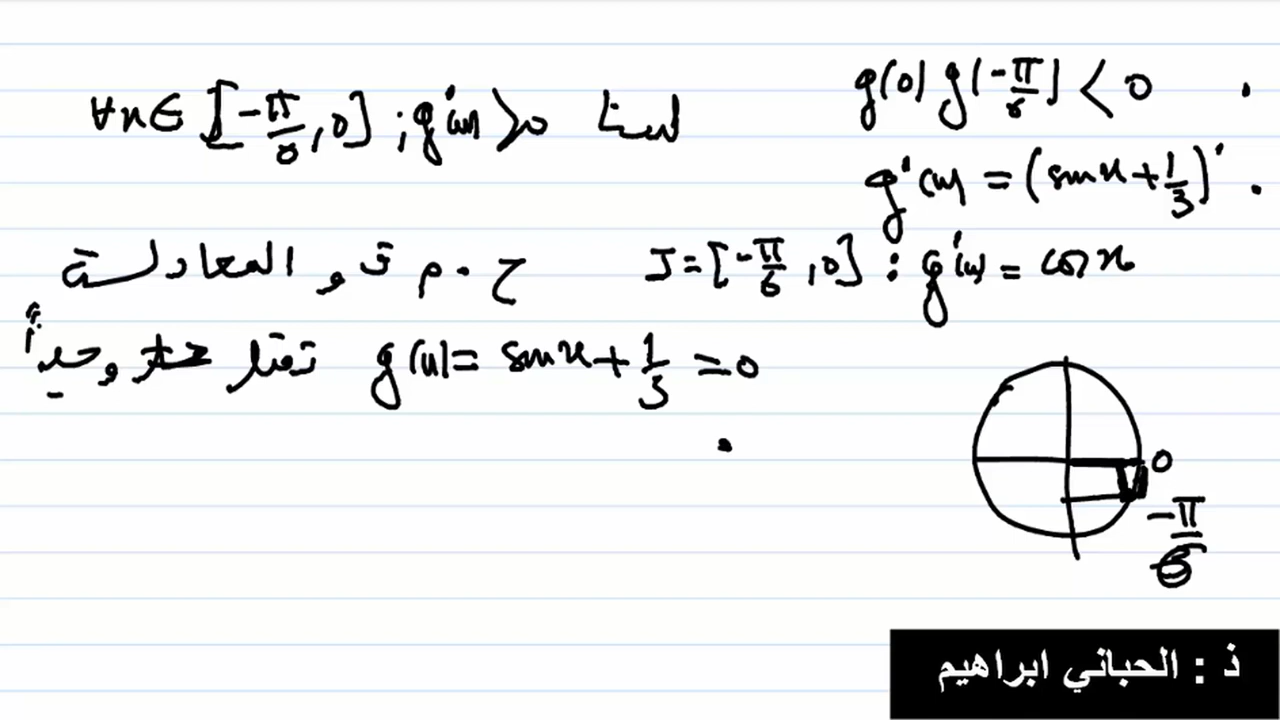 g(0) g(-π/6) < 0 .
g'(x) = (sin x + 1/3)' .
J = [-π/6 , 0] : g'(x) = cos x
لدينا ∀x ∈ [-π/6 , 0] ; g'(x) > 0
ح . م ق و المعادلة
g(x) = sin x + 1/3 = 0 تقبل حلا وحيدا
.
0
-π/6
ذ : الحباني ابراهيم